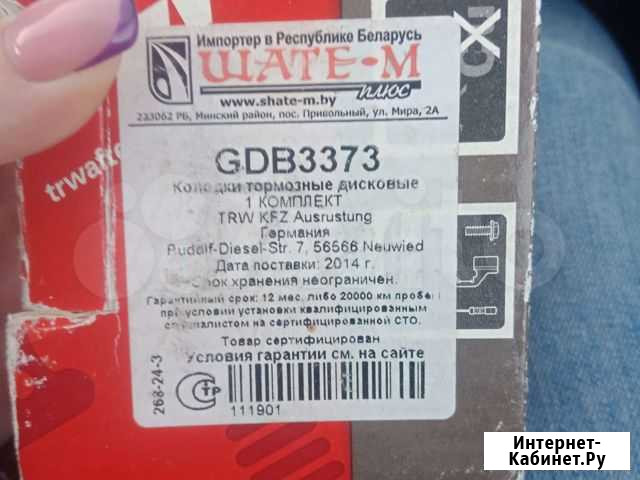 Импортер в Республике Беларусь
ШАТЕ-М
плюс
www.shate-m.by
223062 РБ, Минский район, пос. Привольный, ул. Мира, 2А
GDB3373
Колодки тормозные дисковые
1 КОМПЛЕКТ
TRW KFZ Ausrustung
Германия
Rudolf-Diesel-Str. 7, 56566 Neuwied
Дата поставки: 2014 г.
Срок хранения неограничен.
Гарантийный срок: 12 мес. либо 20000 км пробега
при условии установки квалифицированным
специалистом на сертифицированной СТО.
Товар сертифицирован
Условия гарантии см. на сайте
268-24-3
СТР
111901
trwafte
Интернет-
Кабинет.Ру